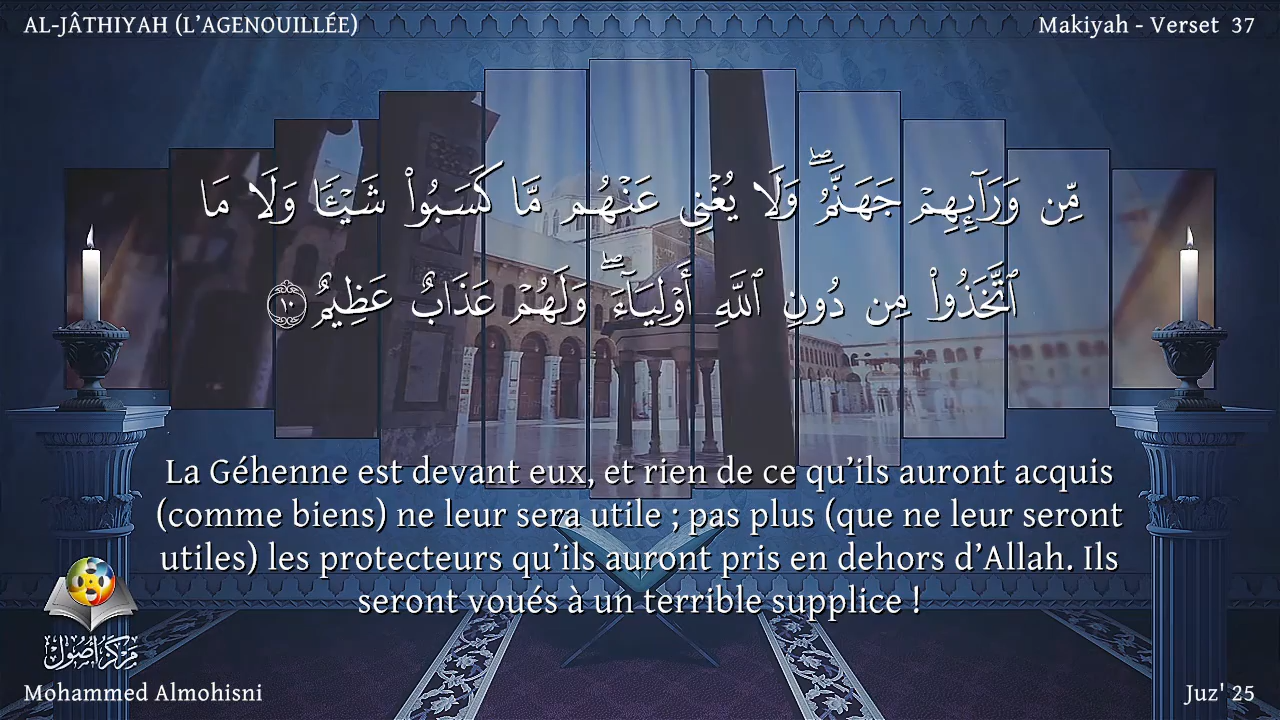 AL-JÂTHIYAH (L’AGENOUILLÉE)
Makiyah - Verset 37
مِّن وَرَآئِهِمْ جَهَنَّمُ ۖ وَلَا يُغْنِى عَنْهُم مَّا كَسَبُوا۟ شَيْـًٔا وَلَا مَا
ٱتَّخَذُوا۟ مِن دُونِ ٱللَّهِ أَوْلِيَآءَ ۖ وَلَهُمْ عَذَابٌ عَظِيمٌ ١٠
La Géhenne est devant eux, et rien de ce qu’ils auront acquis
(comme biens) ne leur sera utile ; pas plus (que ne leur seront
utiles) les protecteurs qu’ils auront pris en dehors d’Allah. Ils
seront voués à un terrible supplice !
مركز أصول
Mohammed Almohisni
Juz' 25